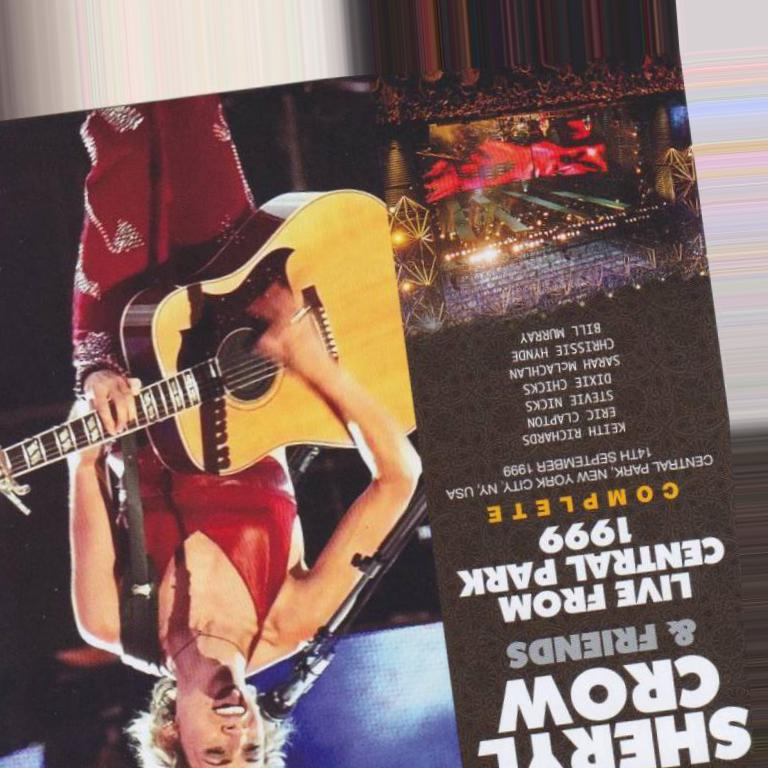 SHERYL
CROW
& FRIENDS
LIVE FROM
CENTRAL PARK
1999
COMPLETE
CENTRAL PARK, NEW YORK CITY, NY, USA
14TH SEPTEMBER 1999
KEITH RICHARDS
ERIC CLAPTON
STEVIE NICKS
DIXIE CHICKS
SARAH McLACHLAN
CHRISSIE HYNDE
BILL MURRAY